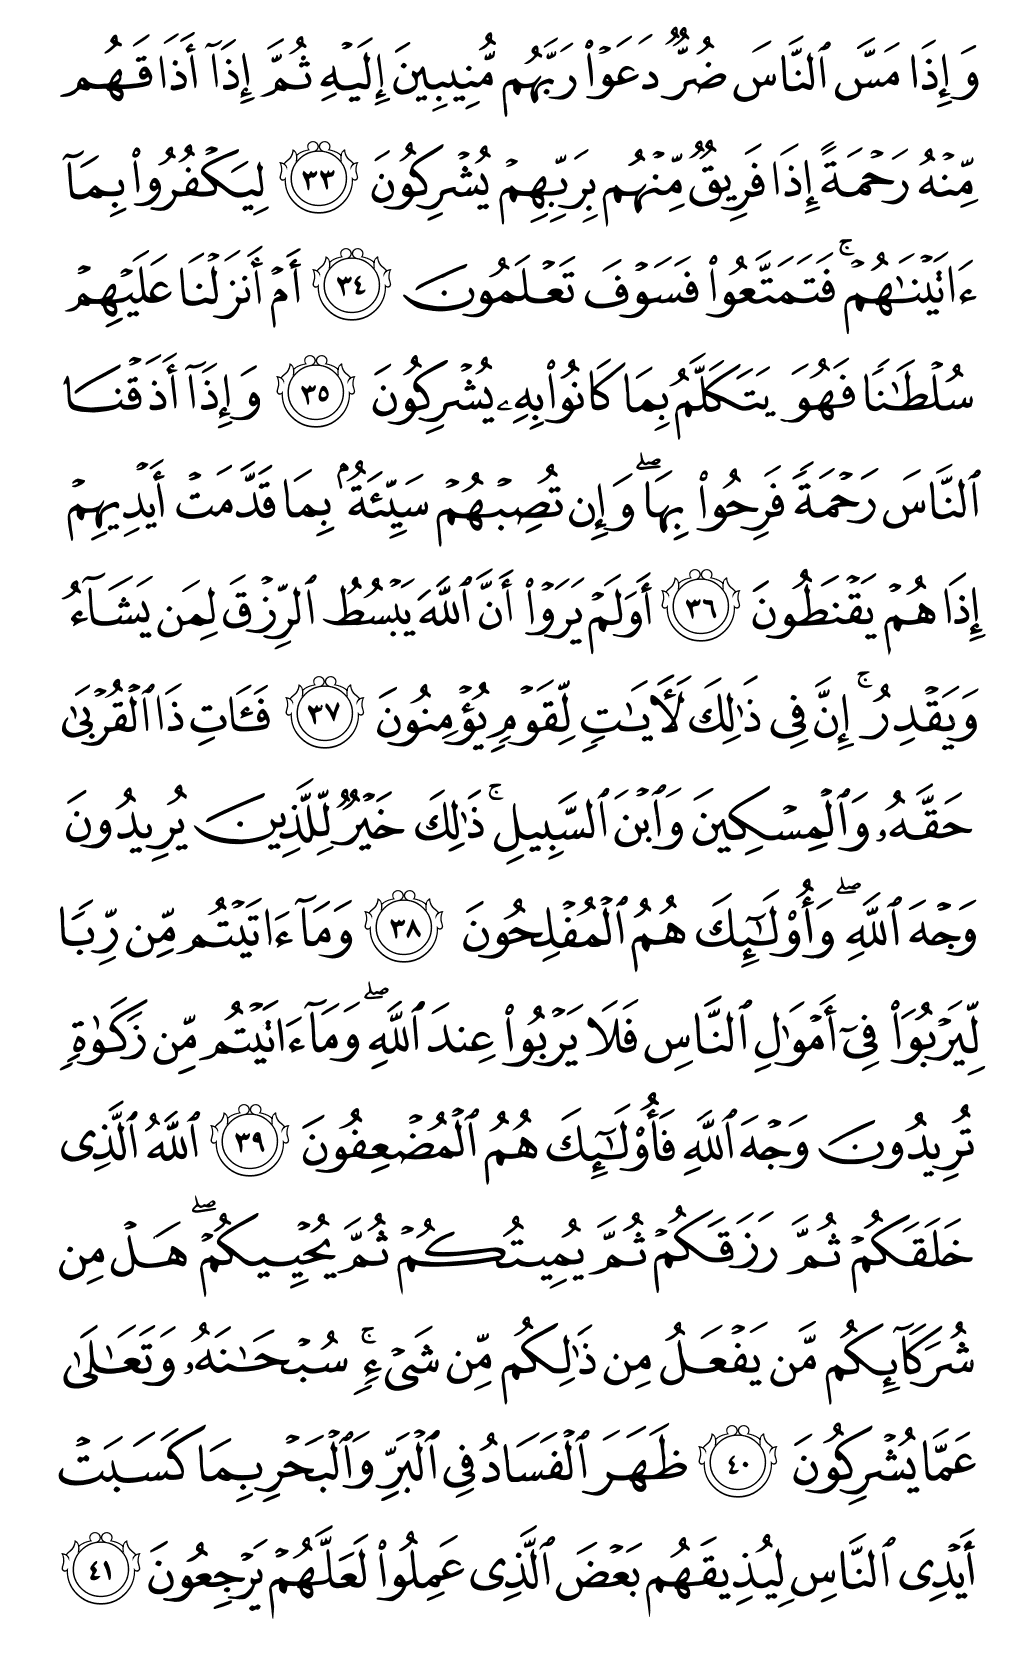 وَإِذَا مَسَّ ٱلنَّاسَ ضُرٌّۭ دَعَوْا۟ رَبَّهُم مُّنِيبِينَ إِلَيْهِ ثُمَّ إِذَآ أَذَاقَهُم
مِّنْهُ رَحْمَةً إِذَا فَرِيقٌۭ مِّنْهُم بِرَبِّهِمْ يُشْرِكُونَ ٣٣ لِيَكْفُرُوا۟ بِمَآ
ءَاتَيْنَـٰهُمْ ۚ فَتَمَتَّعُوا۟ فَسَوْفَ تَعْلَمُونَ ٣٤ أَمْ أَنزَلْنَا عَلَيْهِمْ
سُلْطَـٰنًۭا فَهُوَ يَتَكَلَّمُ بِمَا كَانُوا۟ بِهِۦ يُشْرِكُونَ ٣٥ وَإِذَآ أَذَقْنَا
ٱلنَّاسَ رَحْمَةًۭ فَرِحُوا۟ بِهَا ۖ وَإِن تُصِبْهُمْ سَيِّئَةٌۢ بِمَا قَدَّمَتْ أَيْدِيهِمْ
إِذَا هُمْ يَقْنَطُونَ ٣٦ أَوَلَمْ يَرَوْا۟ أَنَّ ٱللَّهَ يَبْسُطُ ٱلرِّزْقَ لِمَن يَشَآءُ
وَيَقْدِرُ ۚ إِنَّ فِى ذَٰلِكَ لَـَٔايَـٰتٍۢ لِّقَوْمٍۢ يُؤْمِنُونَ ٣٧ فَـَٔاتِ ذَا ٱلْقُرْبَىٰ
حَقَّهُۥ وَٱلْمِسْكِينَ وَٱبْنَ ٱلسَّبِيلِ ۚ ذَٰلِكَ خَيْرٌۭ لِّلَّذِينَ يُرِيدُونَ
وَجْهَ ٱللَّهِ ۖ وَأُو۟لَـٰٓئِكَ هُمُ ٱلْمُفْلِحُونَ ٣٨ وَمَآ ءَاتَيْتُم مِّن رِّبًۭا
لِّيَرْبُوَا۟ فِىٓ أَمْوَٰلِ ٱلنَّاسِ فَلَا يَرْبُوا۟ عِندَ ٱللَّهِ ۖ وَمَآ ءَاتَيْتُم مِّن زَكَوٰةٍۢ
تُرِيدُونَ وَجْهَ ٱللَّهِ فَأُو۟لَـٰٓئِكَ هُمُ ٱلْمُضْعِفُونَ ٣٩ ٱللَّهُ ٱلَّذِى
خَلَقَكُمْ ثُمَّ رَزَقَكُمْ ثُمَّ يُمِيتُكُمْ ثُمَّ يُحْيِيكُمْ ۖ هَلْ مِن
شُرَكَآئِكُم مَّن يَفْعَلُ مِن ذَٰلِكُم مِّن شَىْءٍۢ ۚ سُبْحَـٰنَهُۥ وَتَعَـٰلَىٰ
عَمَّا يُشْرِكُونَ ٤٠ ظَهَرَ ٱلْفَسَادُ فِى ٱلْبَرِّ وَٱلْبَحْرِ بِمَا كَسَبَتْ
أَيْدِى ٱلنَّاسِ لِيُذِيقَهُم بَعْضَ ٱلَّذِى عَمِلُوا۟ لَعَلَّهُمْ يَرْجِعُونَ ٤١